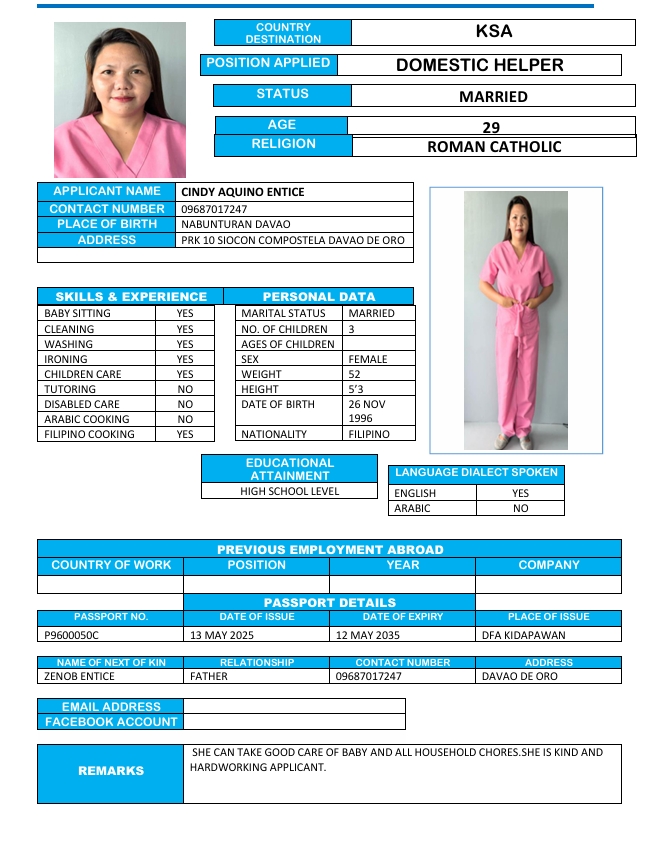 COUNTRY DESTINATION KSA
POSITION APPLIED DOMESTIC HELPER
STATUS MARRIED
AGE 29
RELIGION ROMAN CATHOLIC
APPLICANT NAME CINDY AQUINO ENTICE
CONTACT NUMBER 09687017247
PLACE OF BIRTH NABUNTURAN DAVAO
ADDRESS PRK 10 SIOCON COMPOSTELA DAVAO DE ORO
SKILLS & EXPERIENCE
BABY SITTING YES
CLEANING YES
WASHING YES
IRONING YES
CHILDREN CARE YES
TUTORING NO
DISABLED CARE NO
ARABIC COOKING NO
FILIPINO COOKING YES
PERSONAL DATA
MARITAL STATUS MARRIED
NO. OF CHILDREN 3
AGES OF CHILDREN
SEX FEMALE
WEIGHT 52
HEIGHT 5’3
DATE OF BIRTH 26 NOV 1996
NATIONALITY FILIPINO
EDUCATIONAL ATTAINMENT
HIGH SCHOOL LEVEL
LANGUAGE DIALECT SPOKEN
ENGLISH YES
ARABIC NO
PREVIOUS EMPLOYMENT ABROAD
COUNTRY OF WORK POSITION YEAR COMPANY
PASSPORT DETAILS
PASSPORT NO. DATE OF ISSUE DATE OF EXPIRY PLACE OF ISSUE
P9600050C 13 MAY 2025 12 MAY 2035 DFA KIDAPAWAN
NAME OF NEXT OF KIN RELATIONSHIP CONTACT NUMBER ADDRESS
ZENOB ENTICE FATHER 09687017247 DAVAO DE ORO
EMAIL ADDRESS
FACEBOOK ACCOUNT
REMARKS
SHE CAN TAKE GOOD CARE OF BABY AND ALL HOUSEHOLD CHORES.SHE IS KIND AND
HARDWORKING APPLICANT.